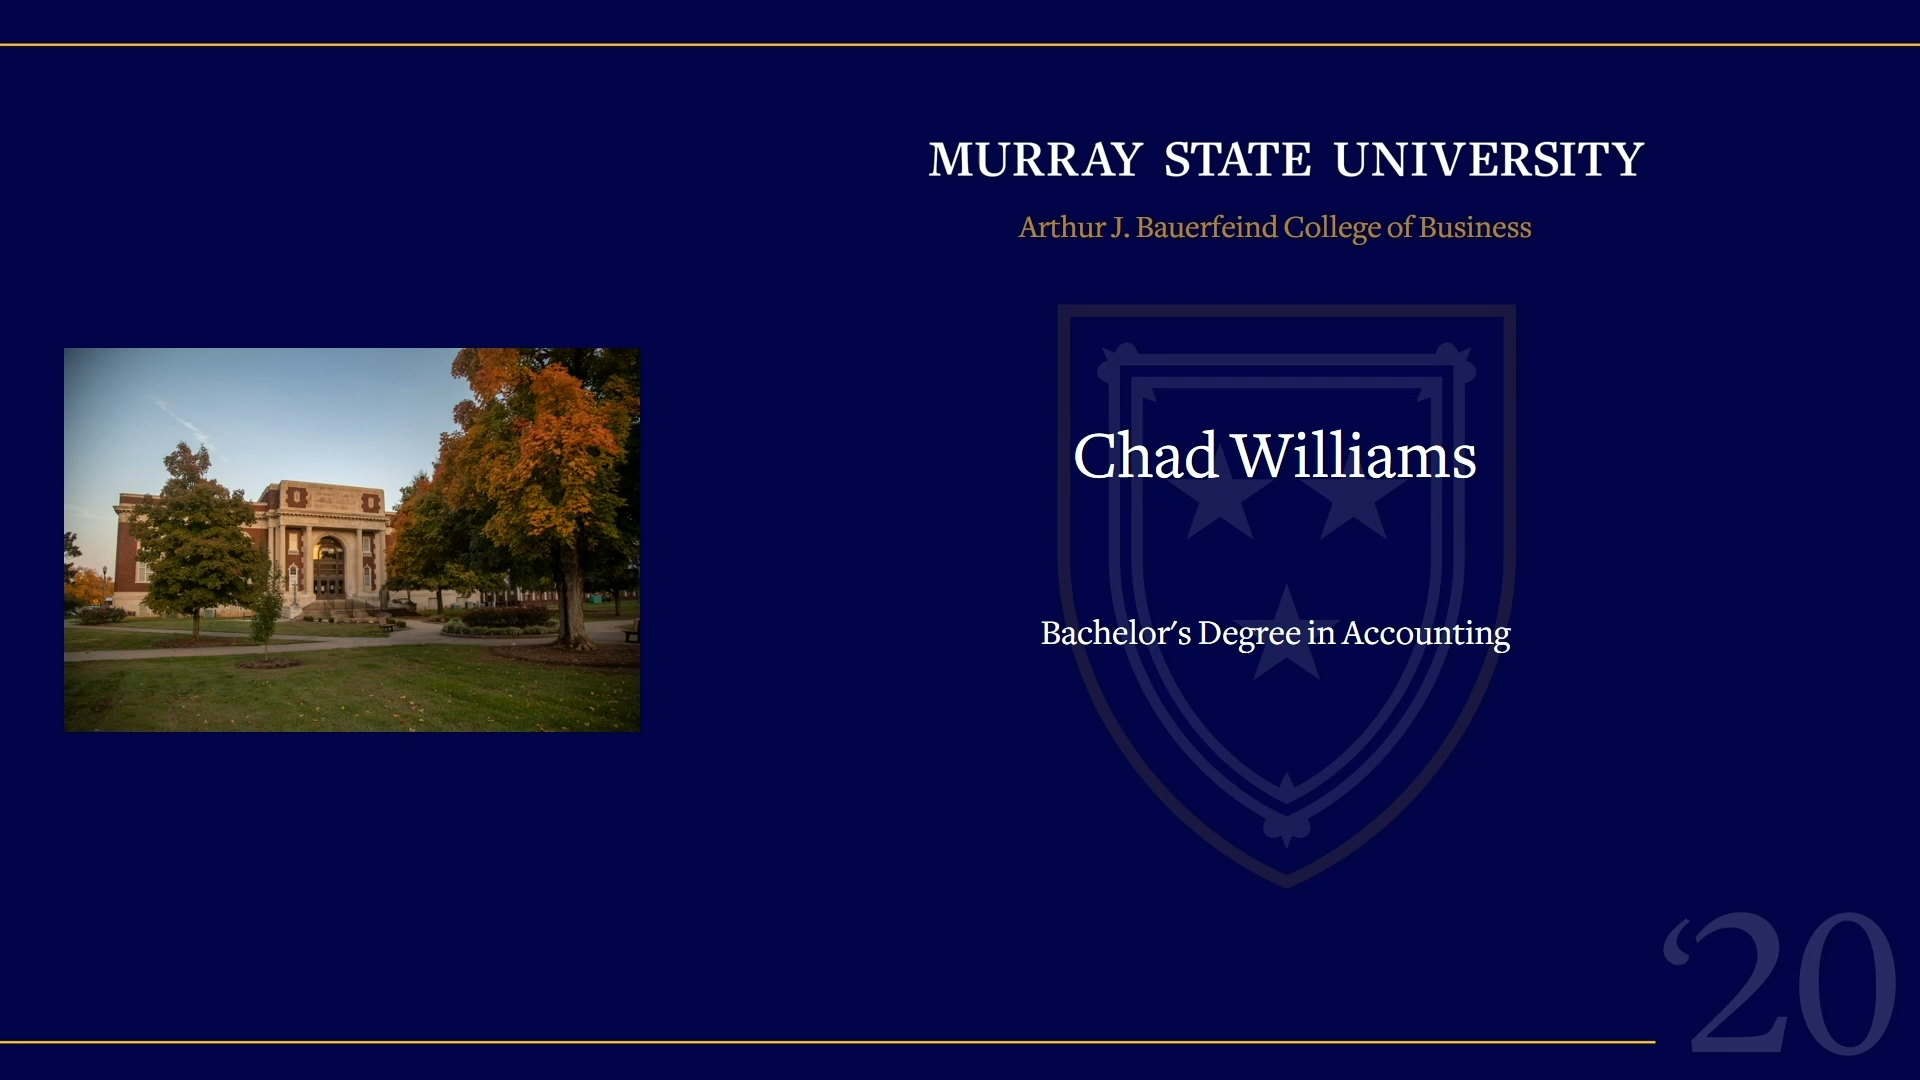 MURRAY STATE UNIVERSITY
Arthur J. Bauerfeind College of Business
Chad Williams
Bachelor's Degree in Accounting
‘20